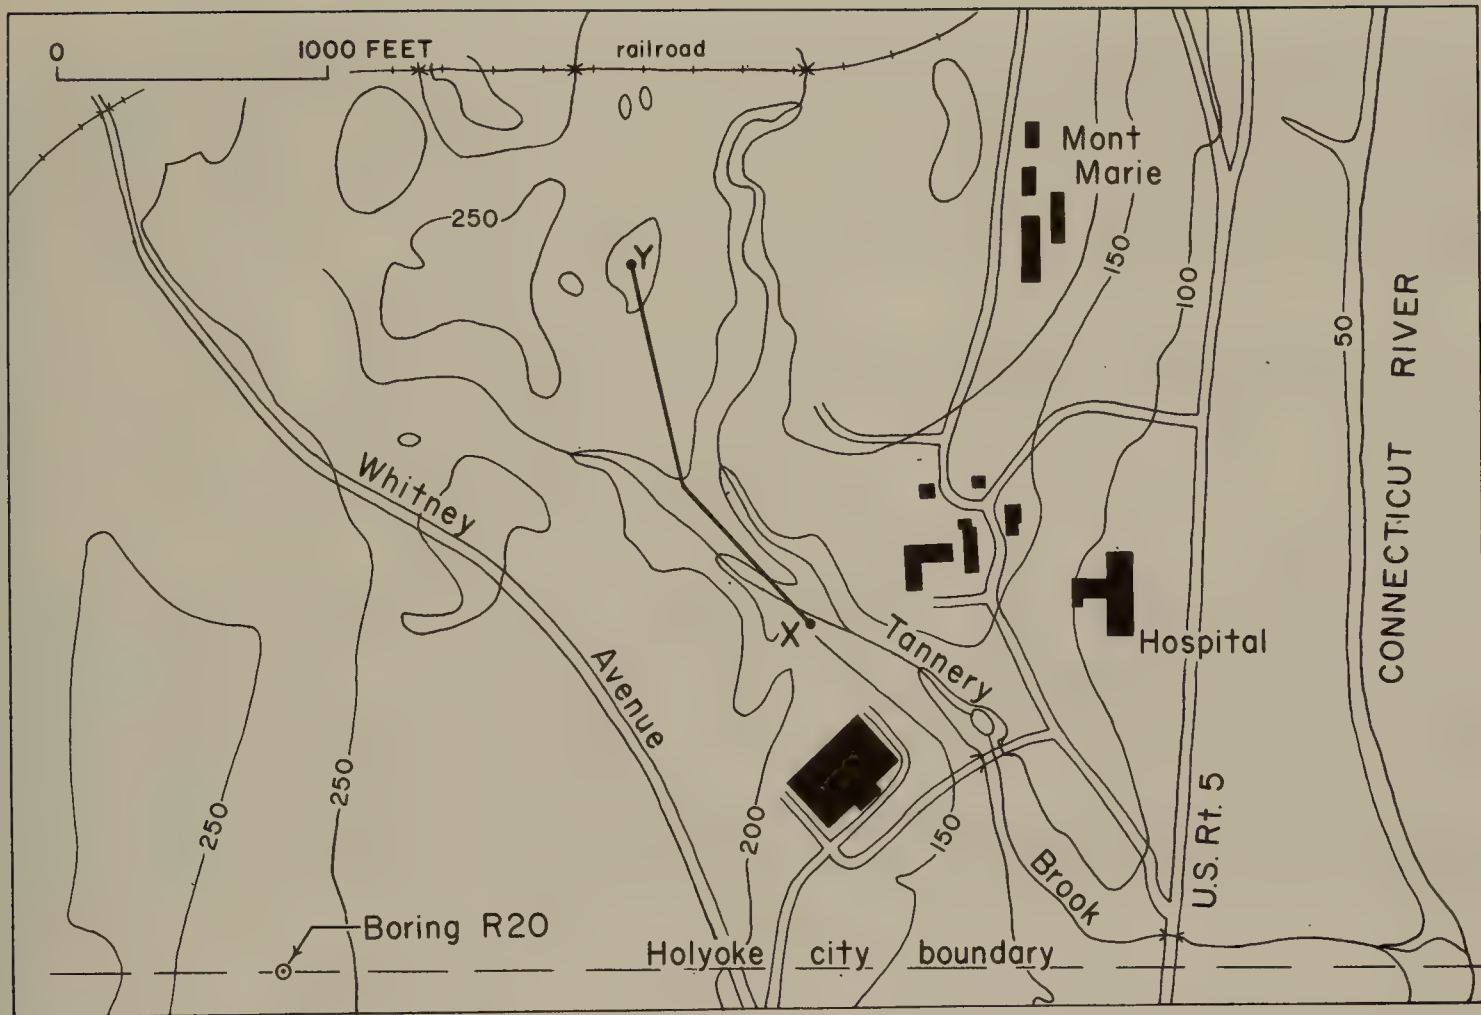 0 1000 FEET
railroad
Mont
Marie
250
Y
150
100
50
CONNECTICUT RIVER
Whitney
Avenue
X
Tannery
Hospital
250
250
200
150
Brook
U.S. Rt. 5
Boring R20
Holyoke city boundary